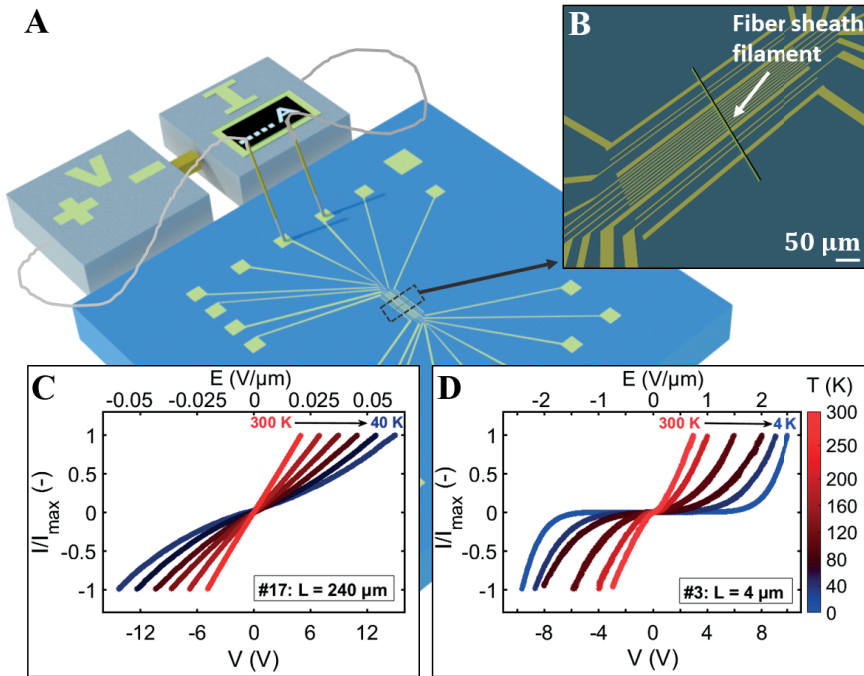 A
+ V −
I
A
B
Fiber sheath
filament
50 μm
C
E (V/μm)
-0.05 -0.025 0 0.025 0.05
300 K 40 K
1
0.5
0
-0.5
-1
I/I_max (-)
#17: L = 240 μm
-12 -6 0 6 12
V (V)
D
E (V/μm)
-2 -1 0 1 2
300 K 4 K
1
0.5
0
-0.5
-1
I/I_max (-)
#3: L = 4 μm
-8 -4 0 4 8
V (V)
T (K)
300
240
200
160
120
80
40
0